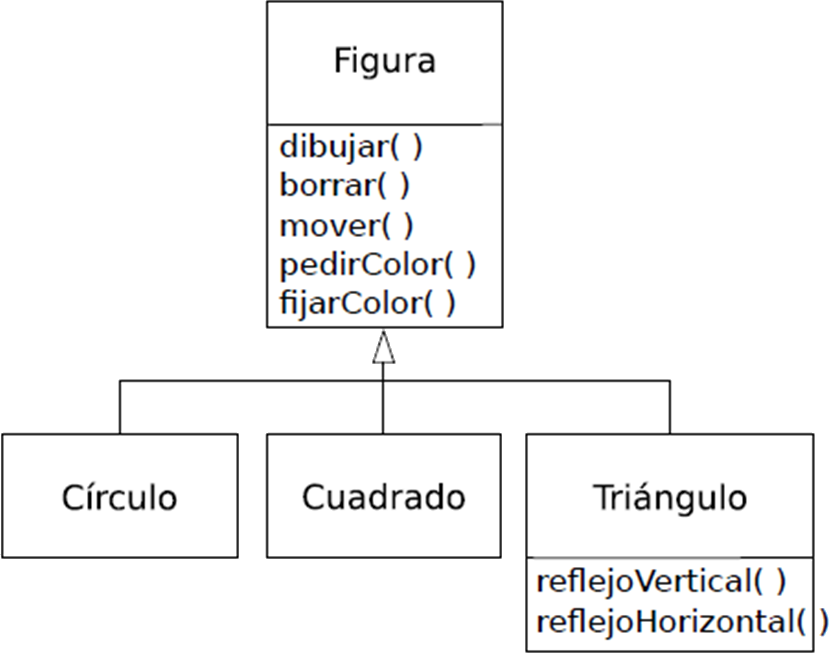 Figura
dibujar( )
borrar( )
mover( )
pedirColor( )
fijarColor( )
Círculo
Cuadrado
Triángulo
reflejoVertical( )
reflejoHorizontal( )